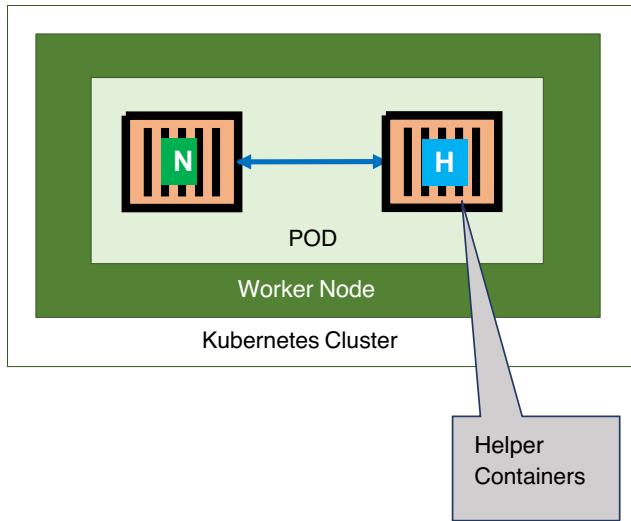 N
H
POD
Worker Node
Kubernetes Cluster
Helper
Containers